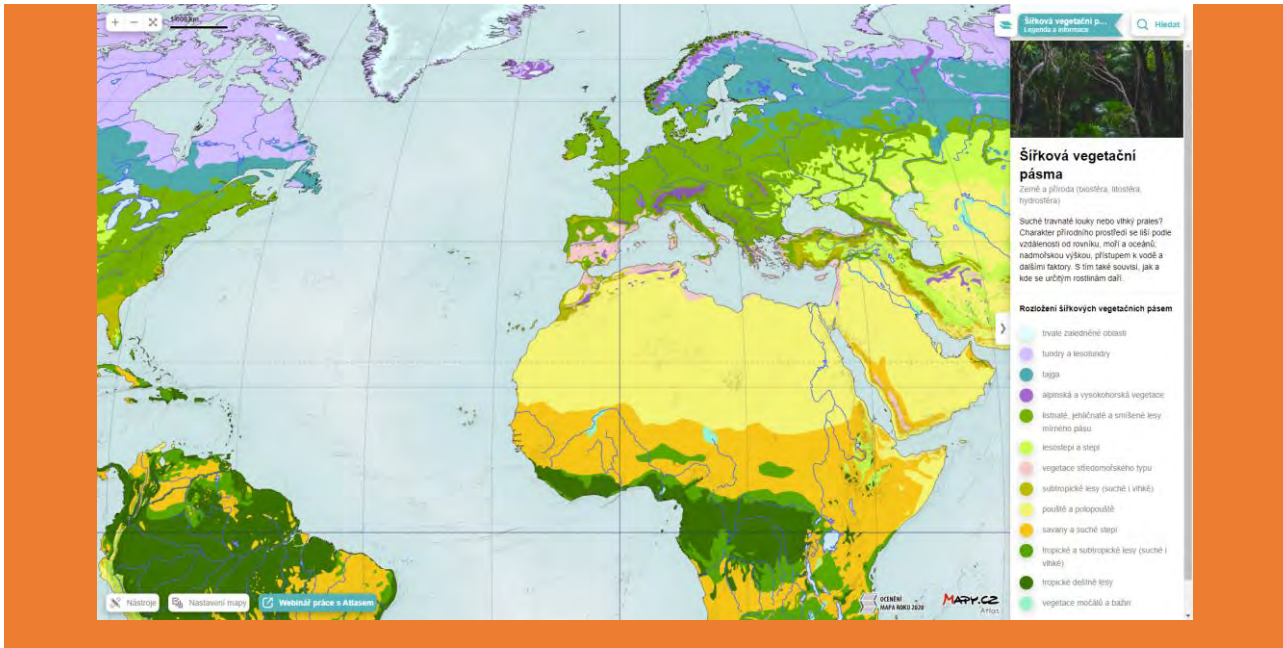 1 000 km
Šířková vegetační p...
Legenda a informace
Hledat
Šířková vegetační
pásma
Země a příroda (biosféra, litosféra,
hydrosféra)
Suché travnaté louky nebo vlhký prales?
Charakter přírodního prostředí se liší podle
vzdálenosti od rovníku, moří a oceánů,
nadmořskou výškou, přístupem k vodě a
dalšími faktory. S tím také souvisí, jak a
kde se určitým rostlinám daří.
Rozložení šířkových vegetačních pásem
trvale zaledněné oblasti
tundry a lesotundry
tajga
alpinská a vysokohorská vegetace
listnaté, jehličnaté a smíšené lesy
mírného pásu
lesostepi a stepi
vegetace středomořského typu
subtropické lesy (suché i vlhké)
pouště a polopouště
savany a suché stepi
tropické a subtropické lesy (suché i
vlhké)
tropické deštné lesy
vegetace močálů a bažin
Nástroje
Nastavení mapy
Webinář práce s Atlasem
OCENĚNÍ
MAPA ROKU 2020
MAPY.CZ
Atlas